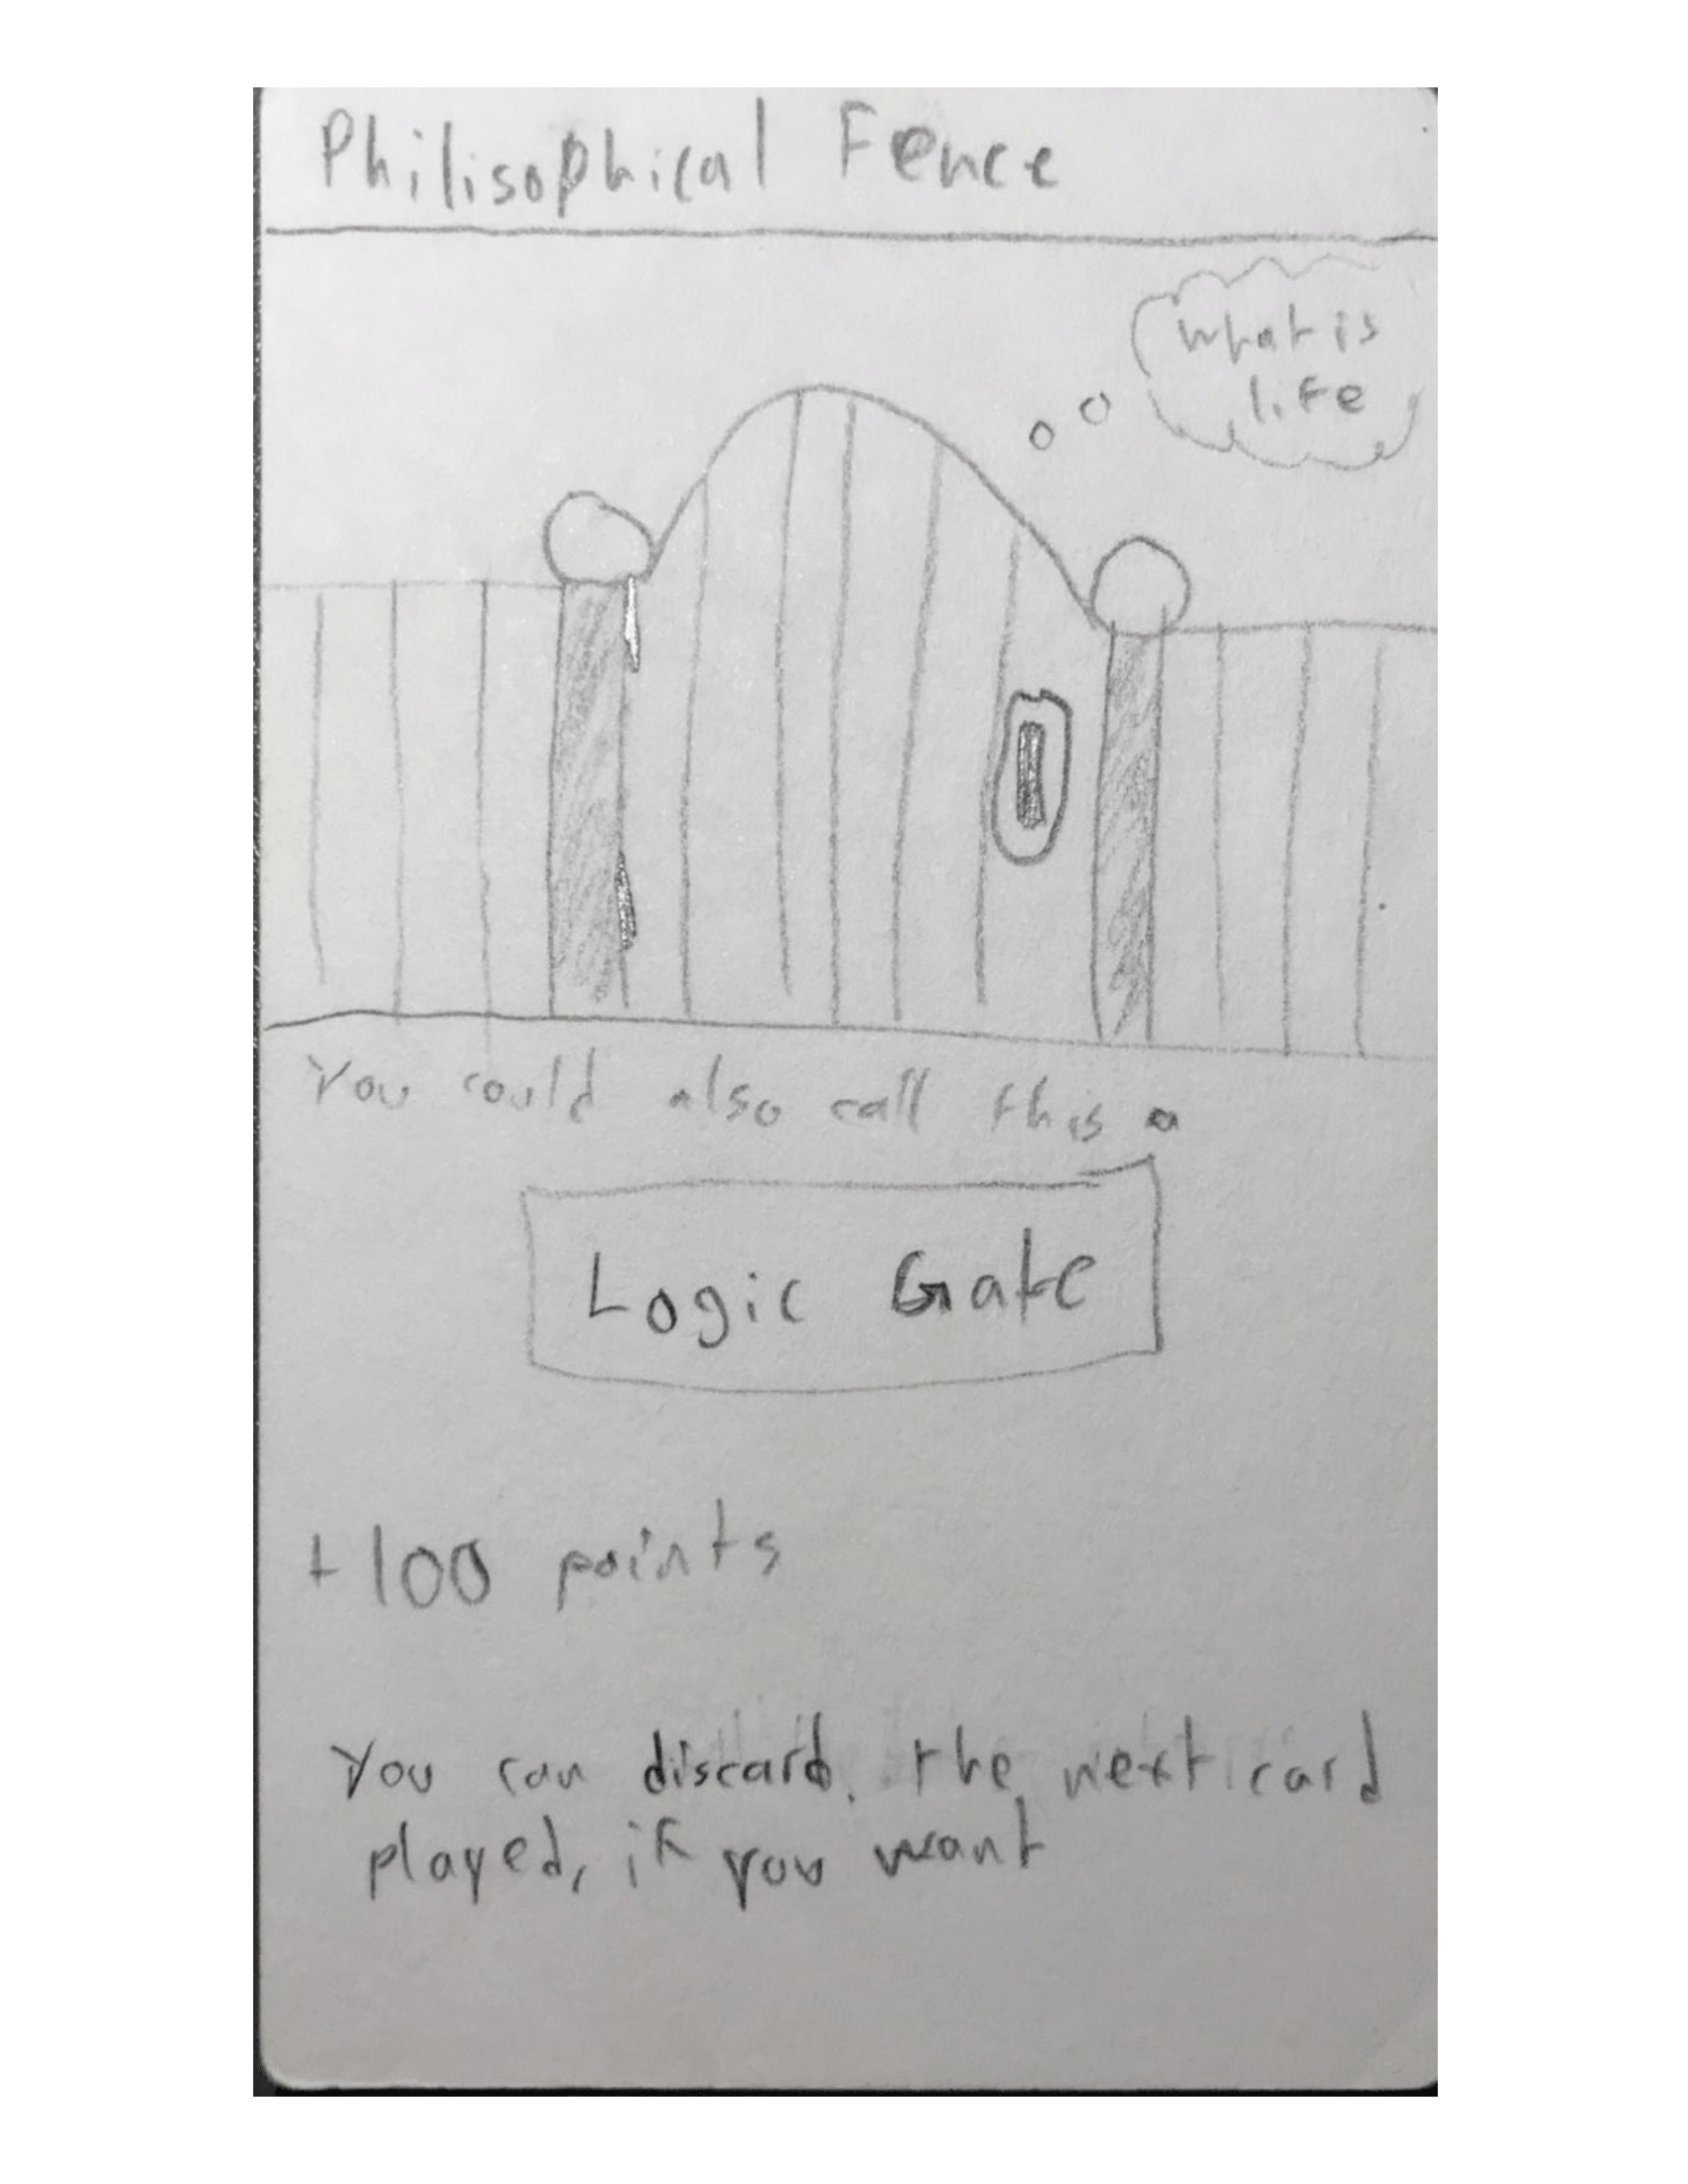 Philisophical Fence
what is
life
You could also call this a
Logic Gate
+100 points
You can discard. the next card
played, if you want